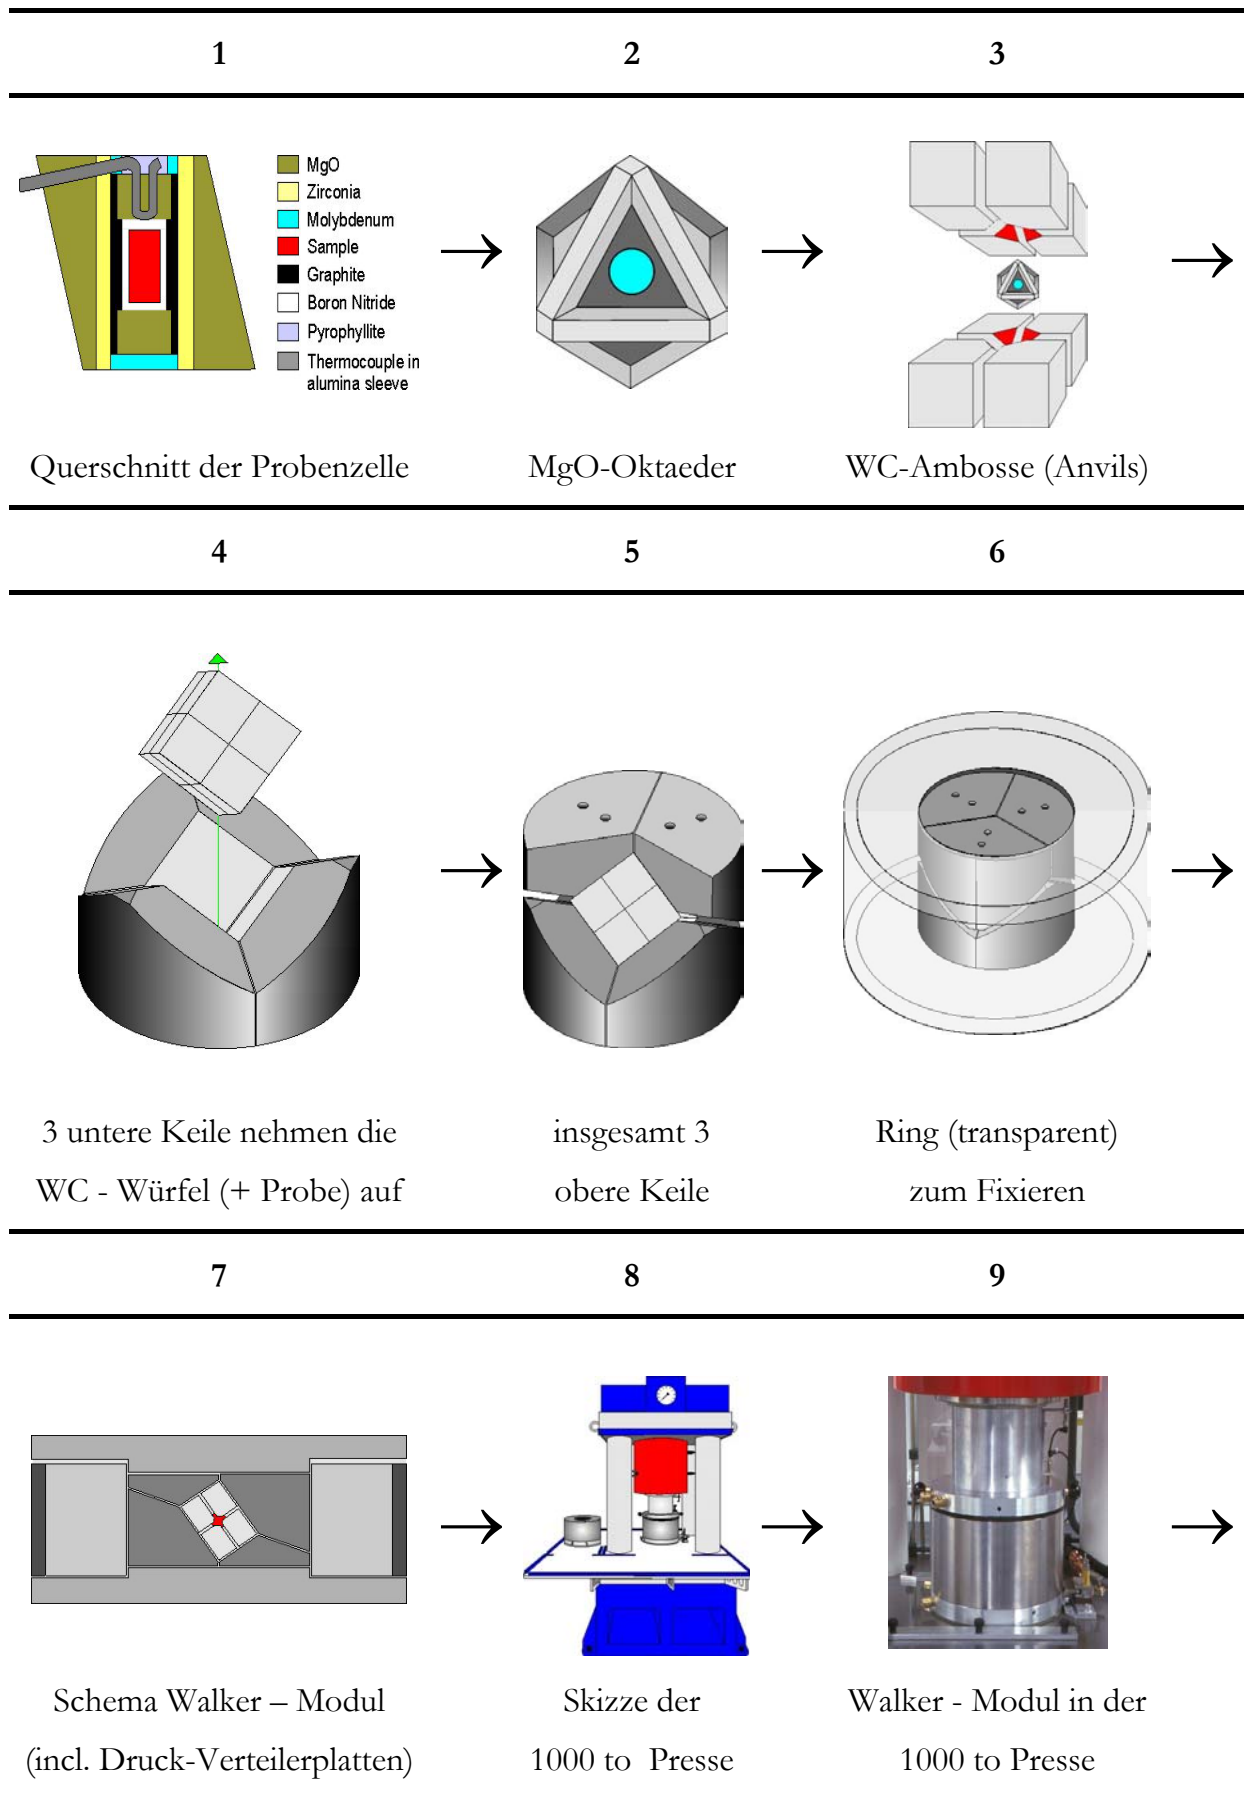 1 2 3
MgO
Zirconia
Molybdenum
Sample
Graphite
Boron Nitride
Pyrophyllite
Thermocouple in
alumina sleeve
→ → →
Querschnitt der Probenzelle MgO-Oktaeder WC-Ambosse (Anvils)
4 5 6
→ → →
3 untere Keile nehmen die insgesamt 3 Ring (transparent)
WC - Würfel (+ Probe) auf obere Keile zum Fixieren
7 8 9
→ → →
Schema Walker – Modul Skizze der Walker - Modul in der
(incl. Druck-Verteilerplatten) 1000 to Presse 1000 to Presse